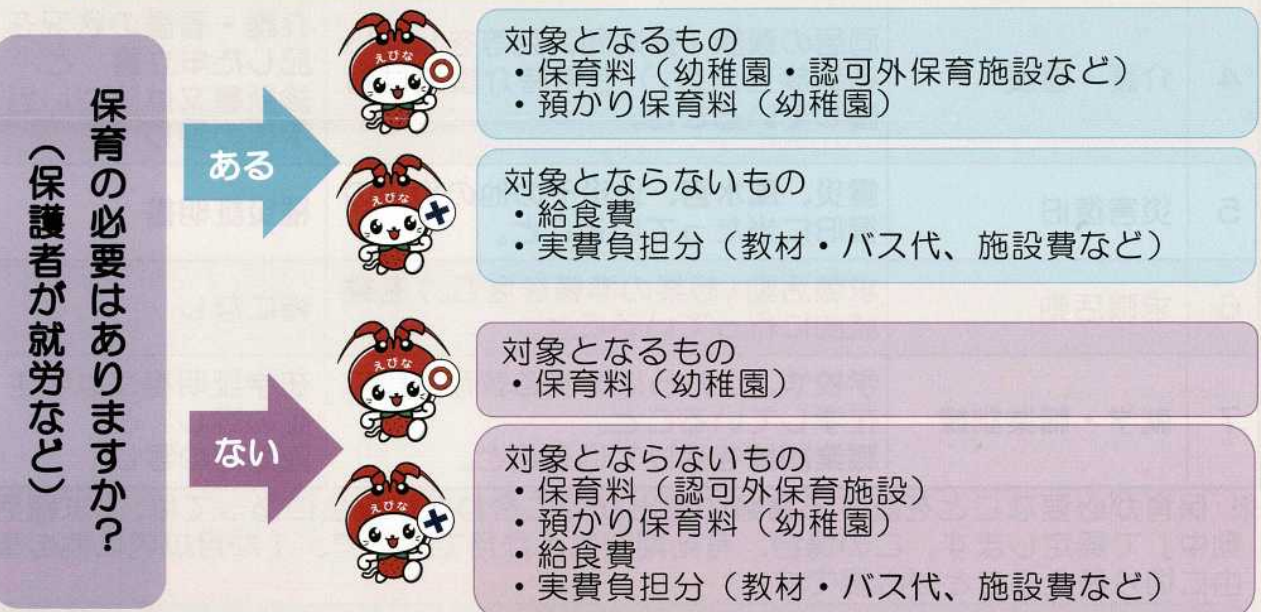 保育の必要はありますか?
(保護者が就労など)
ある
えびな
対象となるもの
・保育料(幼稚園・認可外保育施設など)
・預かり保育料(幼稚園)
えびな
対象とならないもの
・給食費
・実費負担分(教材・バス代、施設費など)
ない
えびな
対象となるもの
・保育料(幼稚園)
えびな
対象とならないもの
・保育料(認可外保育施設)
・預かり保育料(幼稚園)
・給食費
・実費負担分(教材・バス代、施設費など)